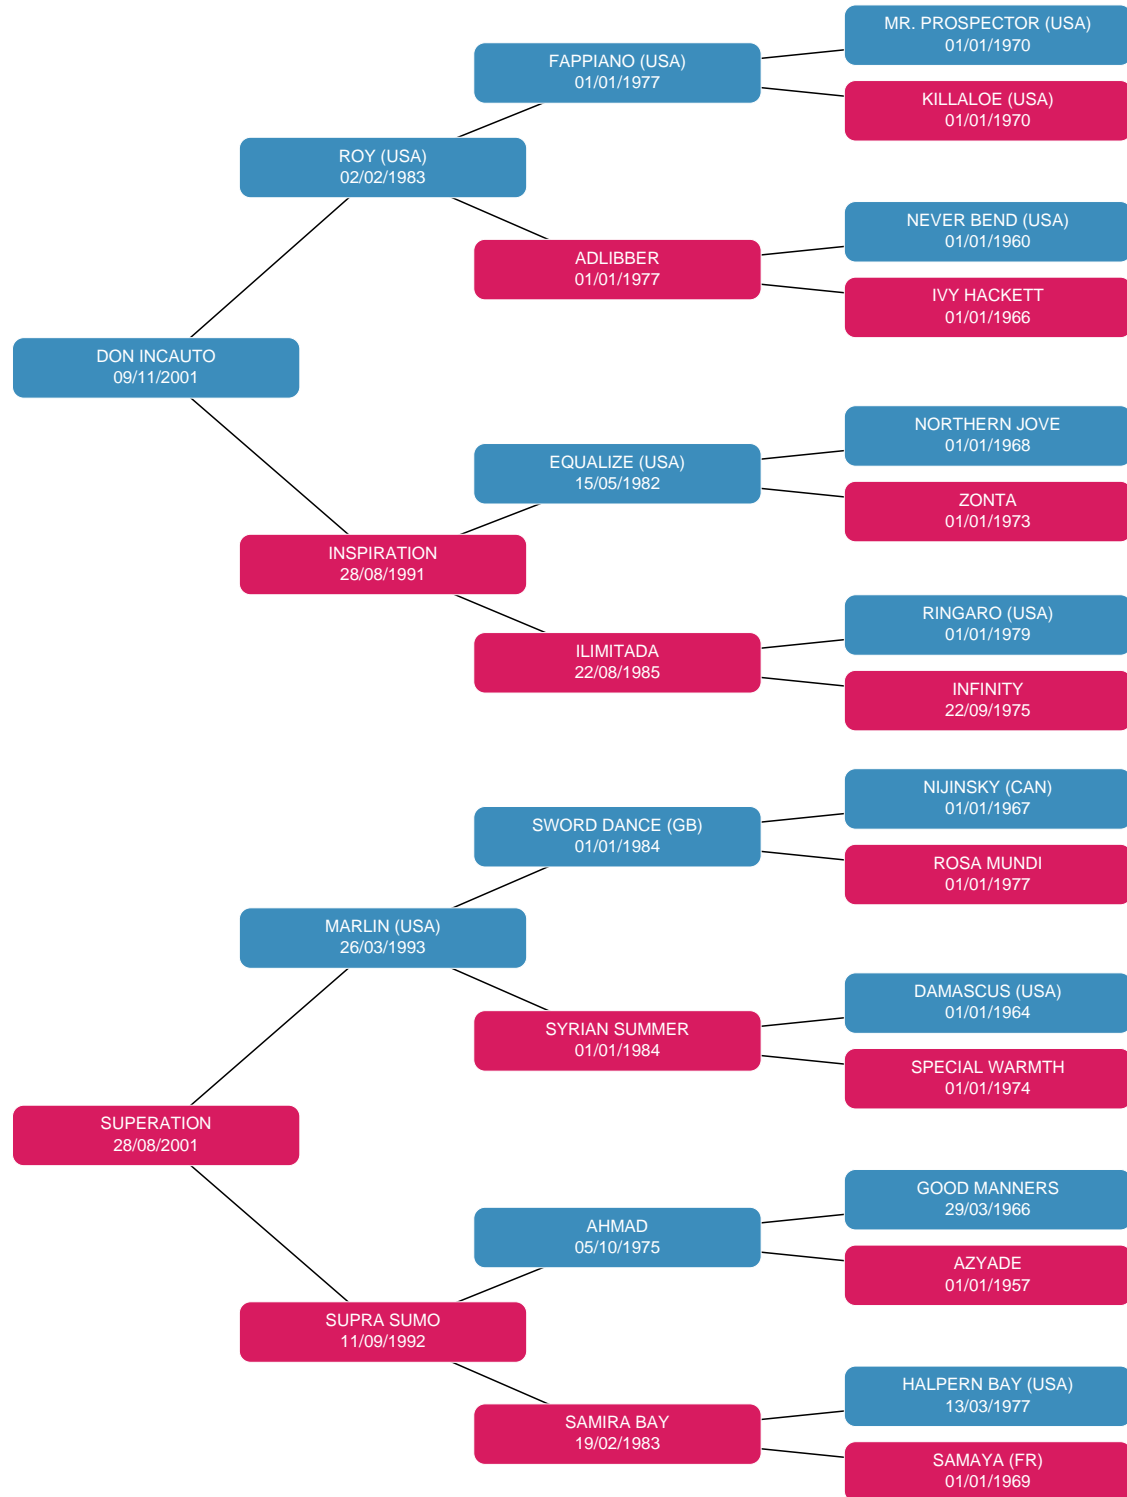 MR. PROSPECTOR (USA)
01/01/1970
FAPPIANO (USA)
01/01/1977
KILLALOE (USA)
01/01/1970
ROY (USA)
02/02/1983
NEVER BEND (USA)
01/01/1960
ADLIBBER
01/01/1977
IVY HACKETT
01/01/1966
DON INCAUTO
09/11/2001
NORTHERN JOVE
01/01/1968
EQUALIZE (USA)
15/05/1982
ZONTA
01/01/1973
INSPIRATION
28/08/1991
RINGARO (USA)
01/01/1979
ILIMITADA
22/08/1985
INFINITY
22/09/1975
NIJINSKY (CAN)
01/01/1967
SWORD DANCE (GB)
01/01/1984
ROSA MUNDI
01/01/1977
MARLIN (USA)
26/03/1993
DAMASCUS (USA)
01/01/1964
SYRIAN SUMMER
01/01/1984
SPECIAL WARMTH
01/01/1974
SUPERATION
28/08/2001
GOOD MANNERS
29/03/1966
AHMAD
05/10/1975
AZYADE
01/01/1957
SUPRA SUMO
11/09/1992
HALPERN BAY (USA)
13/03/1977
SAMIRA BAY
19/02/1983
SAMAYA (FR)
01/01/1969